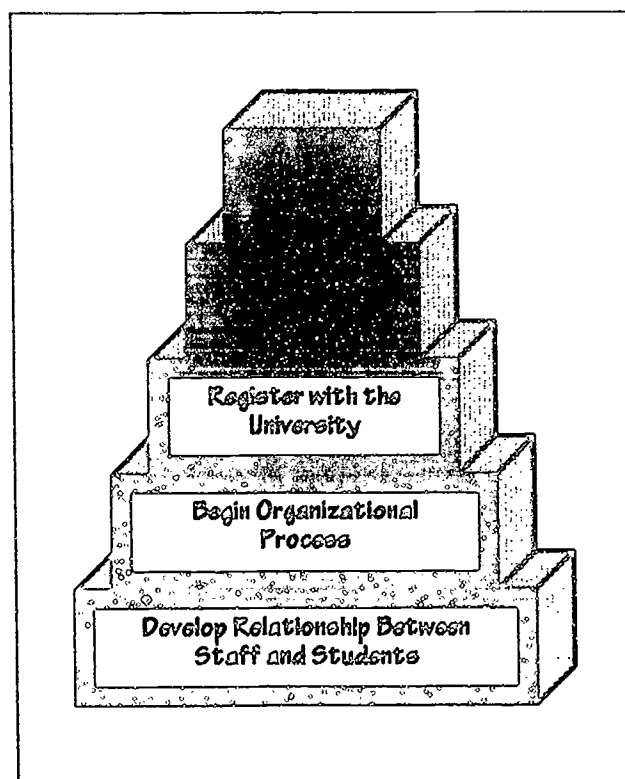 Register with the
University
Begin Organizational
Process
Develop Relationship Between
Staff and Students